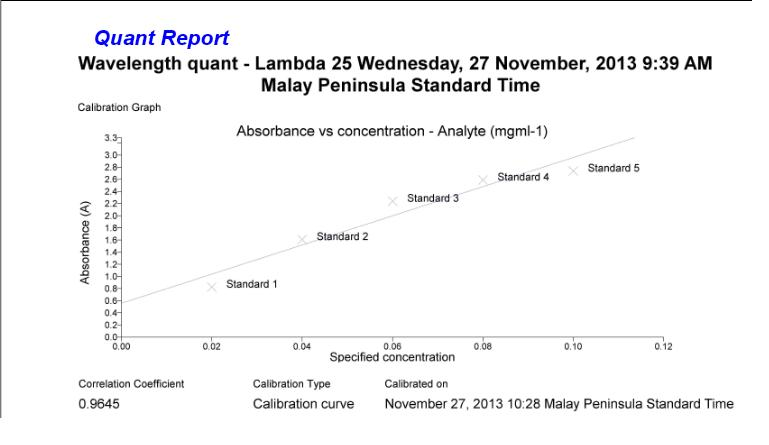 Quant Report
Wavelength quant - Lambda 25 Wednesday, 27 November, 2013 9:39 AM
Malay Peninsula Standard Time
Calibration Graph
Absorbance vs concentration - Analyte (mgml-1)
3.3
3.0
2.8
2.6
2.4
2.2
2.0
1.8
1.6
1.4
1.2
1.0
0.8
0.6
0.4
0.2
0.0
Absorbance (A)
Standard 1
Standard 2
Standard 3
Standard 4
Standard 5
0.00 0.02 0.04 0.06 0.08 0.10 0.12
Specified concentration
Correlation Coefficient Calibration Type Calibrated on
0.9645 Calibration curve November 27, 2013 10:28 Malay Peninsula Standard Time